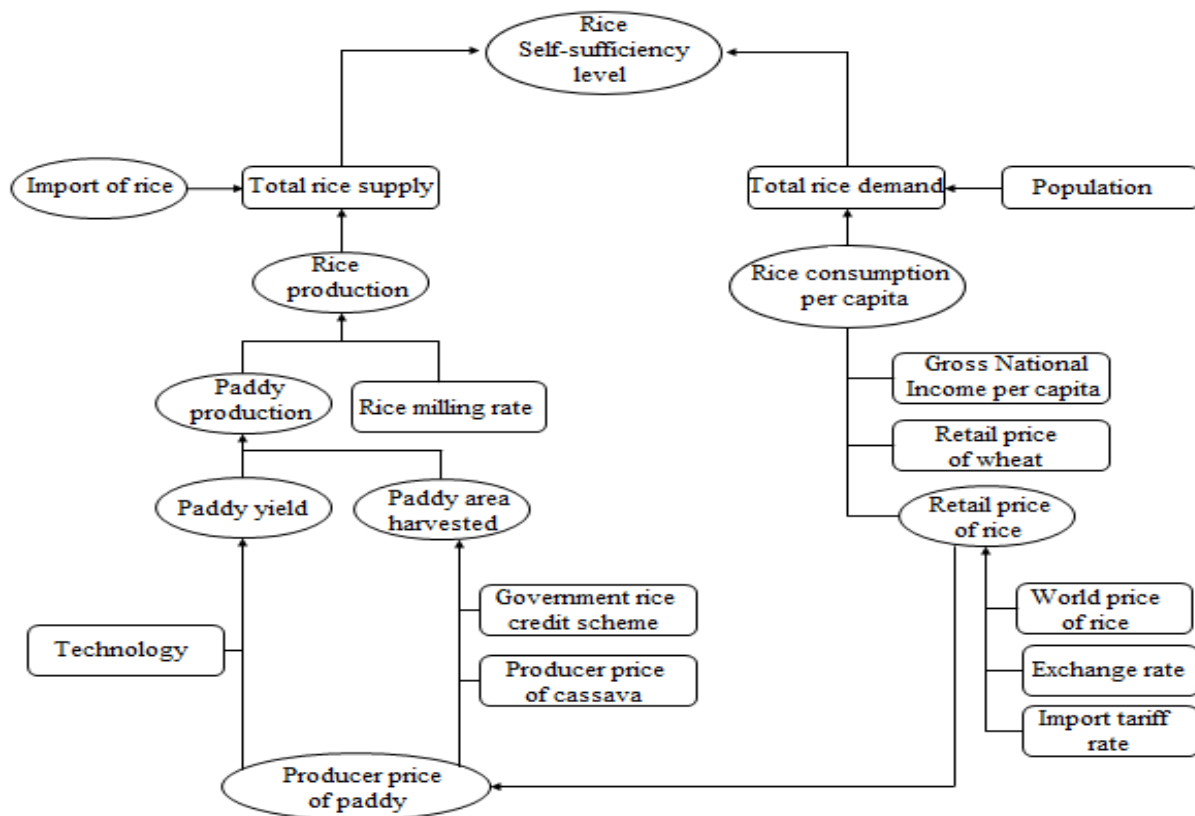 Rice
Self-sufficiency
level
Import of rice
Total rice supply
Total rice demand
Population
Rice
production
Rice consumption
per capita
Paddy
production
Rice milling rate
Gross National
Income per capita
Retail price
of wheat
Paddy yield
Paddy area
harvested
Retail price
of rice
Technology
Government rice
credit scheme
Producer price
of cassava
World price
of rice
Exchange rate
Import tariff
rate
Producer price
of paddy